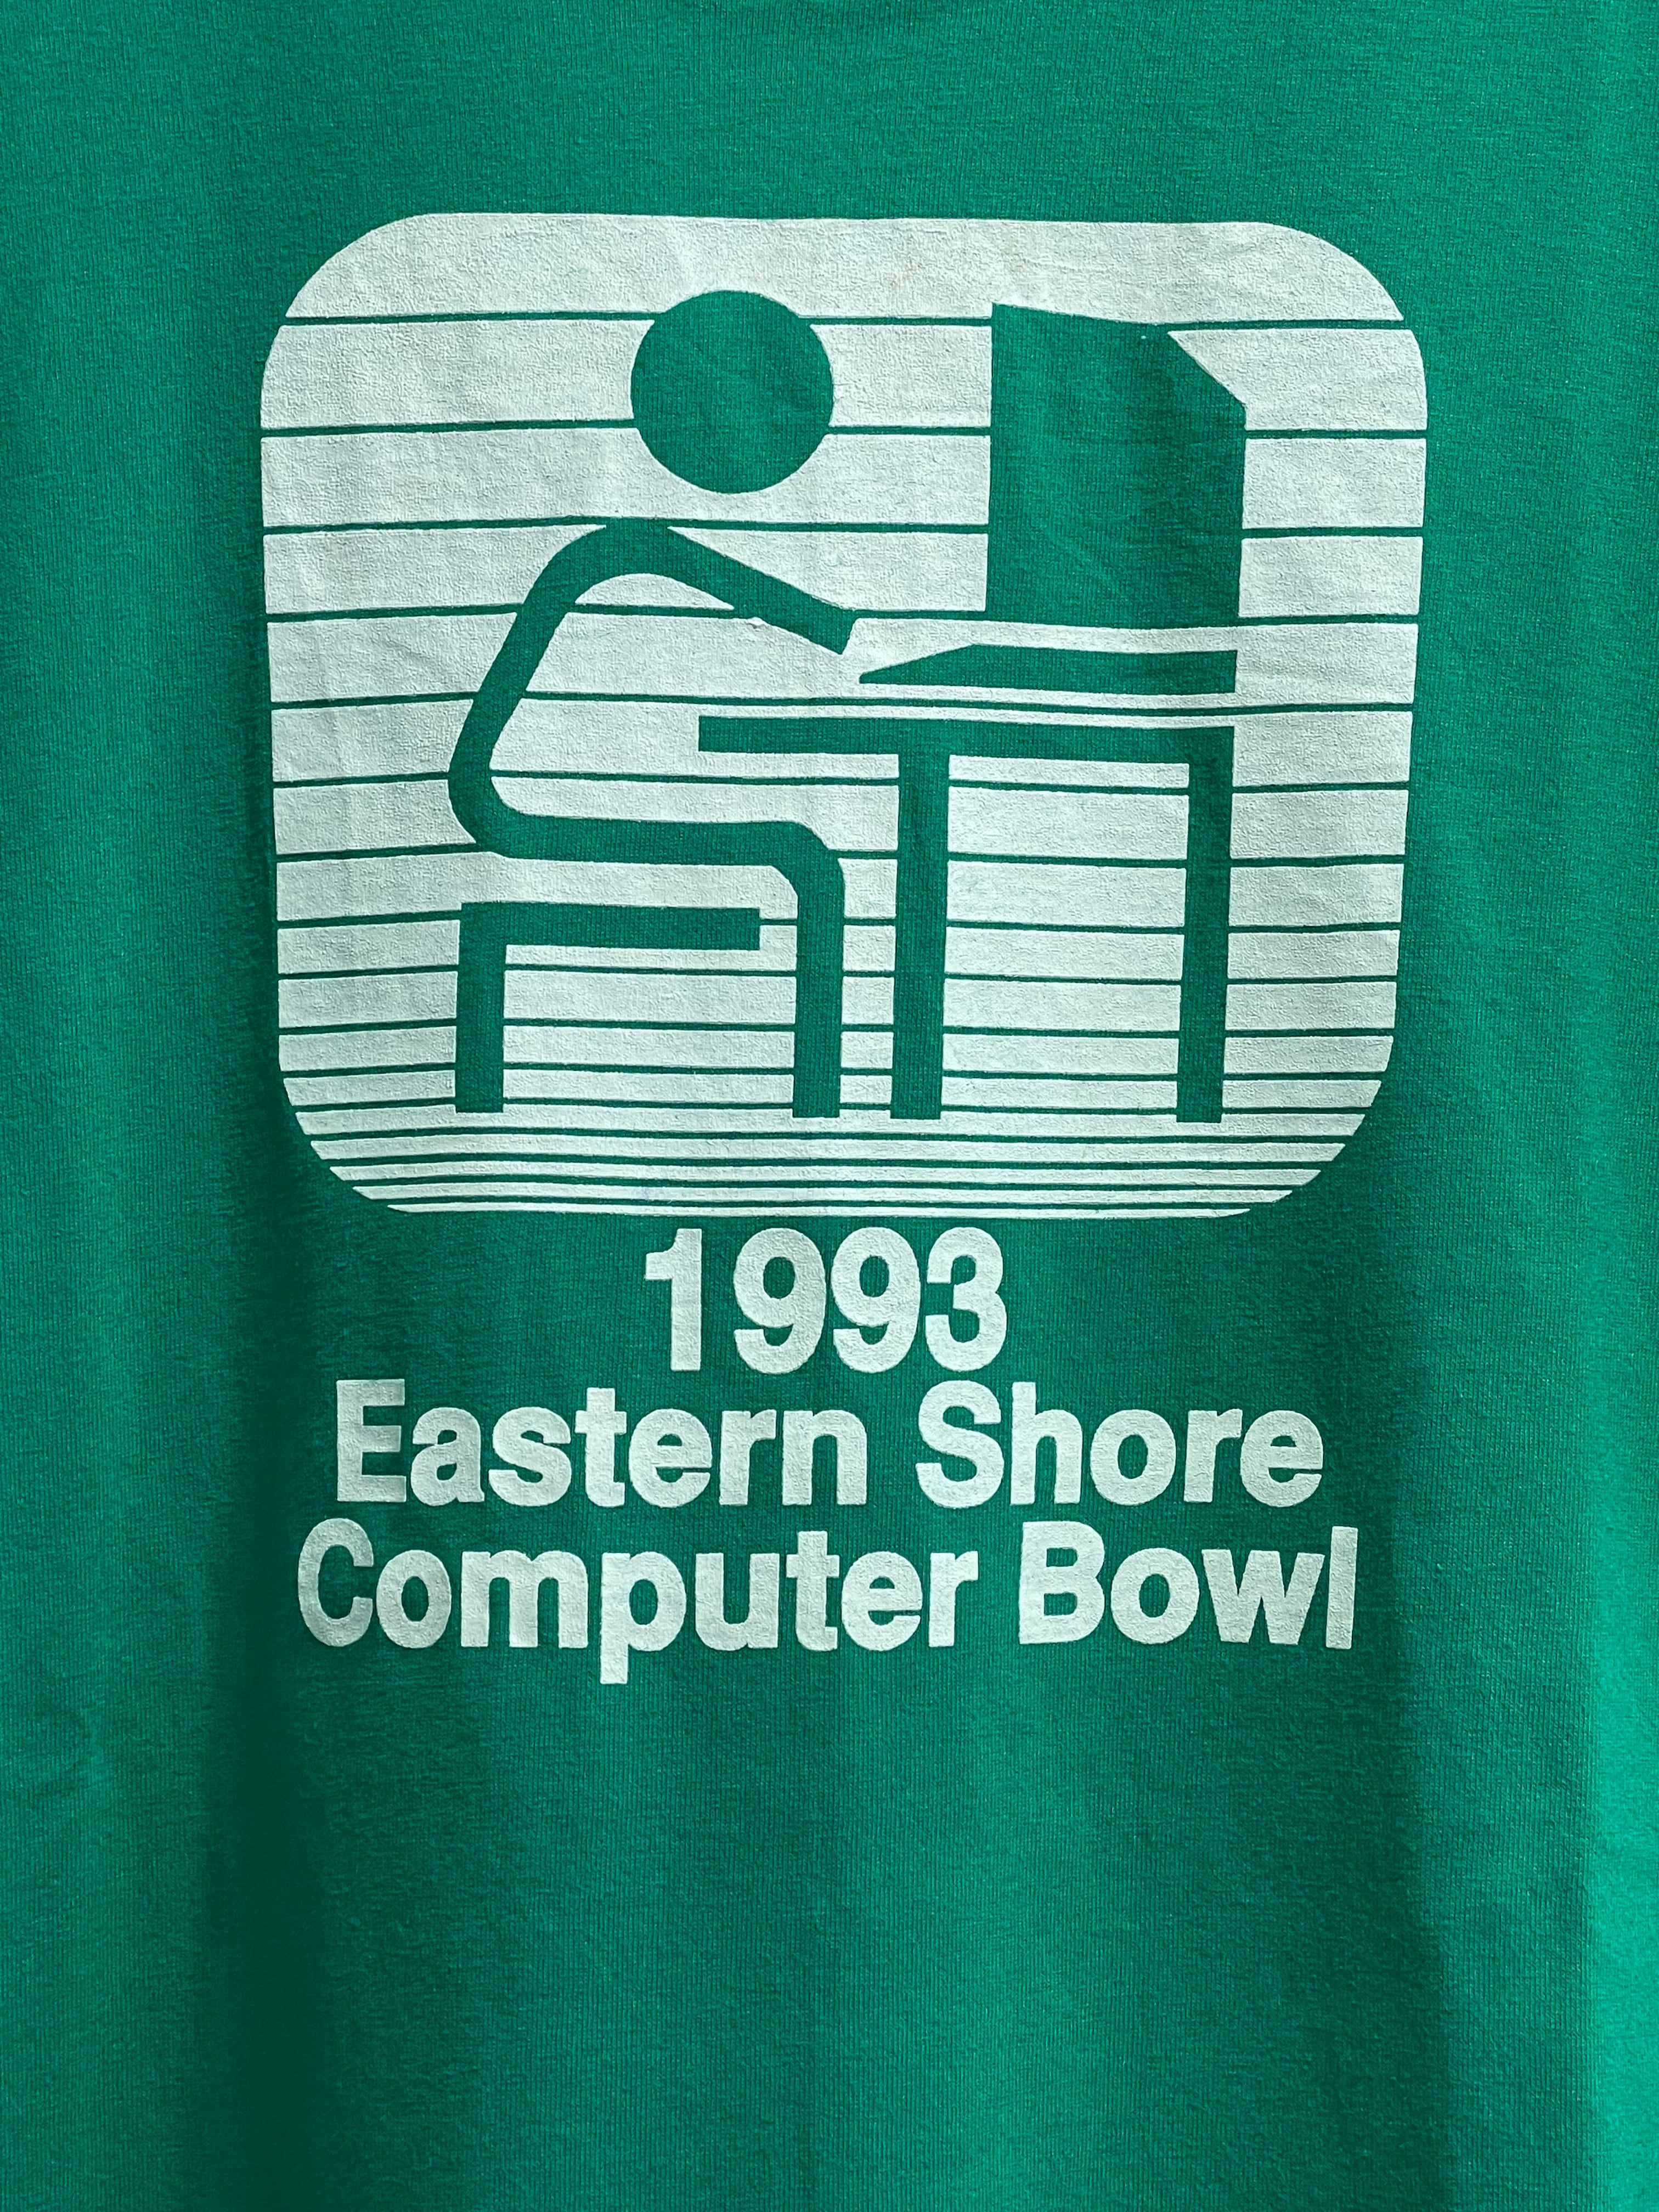 1993
Eastern Shore
Computer Bowl